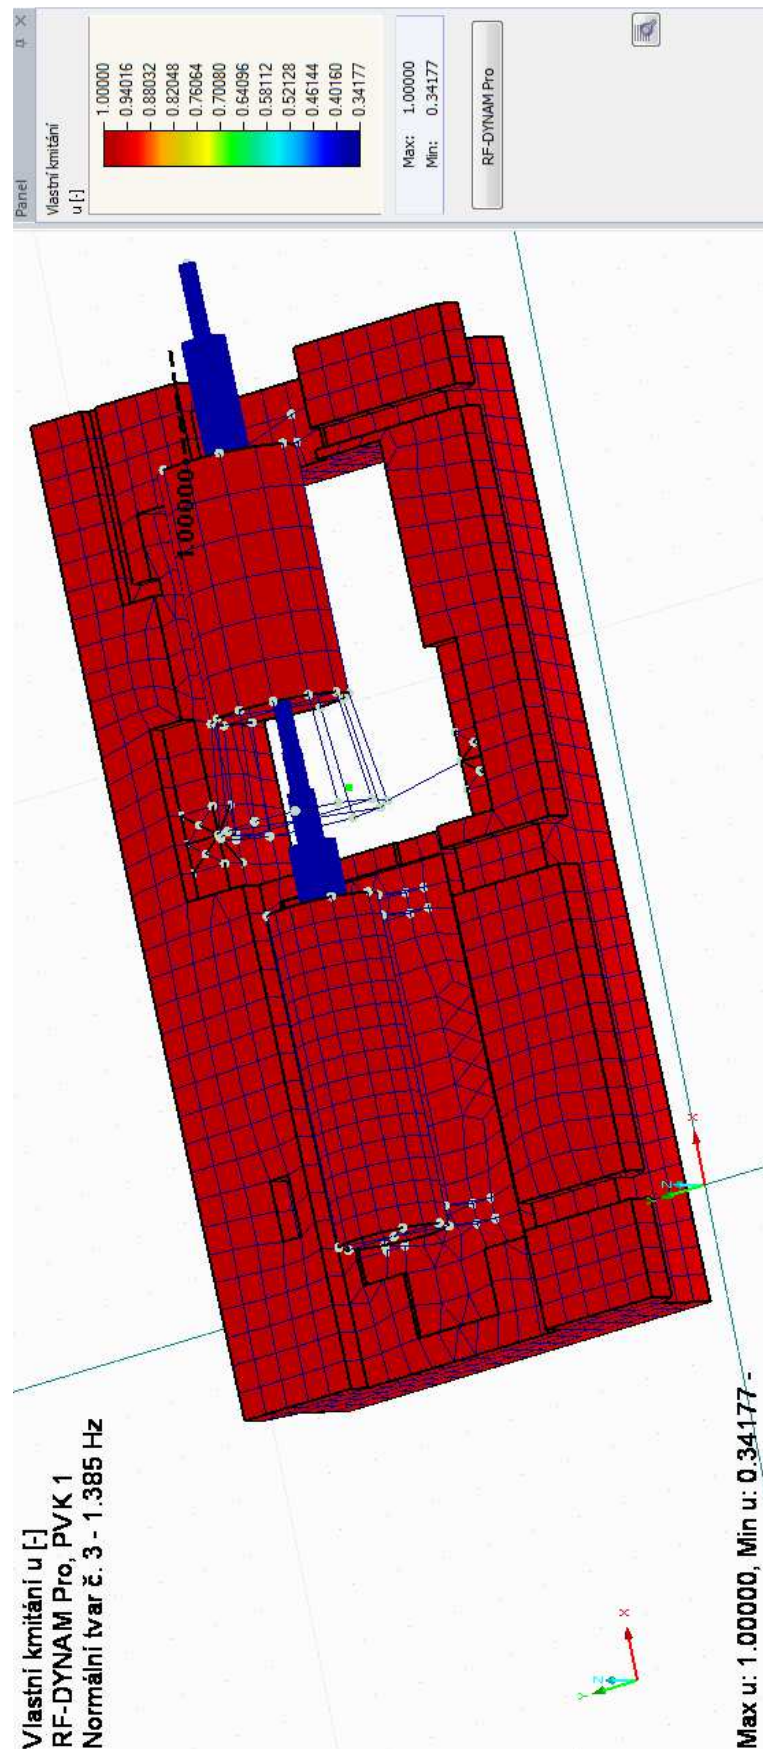 Vlastní kmitání u [-]
RF-DYNAM Pro, PVK 1
Normální tvar č. 3 - 1.385 Hz
1.00000
Z
Y
X
Z
Y
X
Max u: 1.00000, Min u: 0.34177 -
Panel
Vlastní kmitání
u [-]
1.00000
0.94016
0.88032
0.82048
0.76064
0.70080
0.64096
0.58112
0.52128
0.46144
0.40160
0.34177
Max: 1.00000
Min: 0.34177
RF-DYNAM Pro